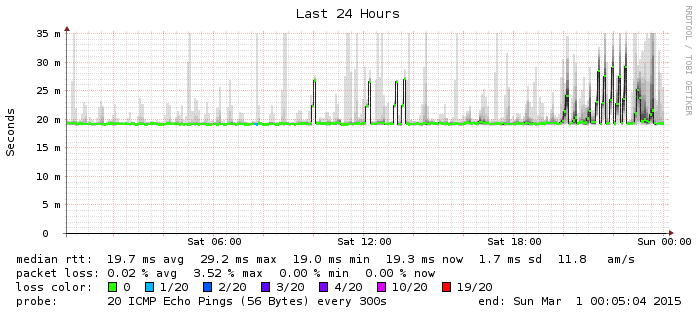 Last 24 Hours
RRDTOOL / TOBI OETIKER
Seconds
35 m
30 m
25 m
20 m
15 m
10 m
5 m
0
Sat 06:00 Sat 12:00 Sat 18:00 Sun 00:00
median rtt: 19.7 ms avg 29.2 ms max 19.0 ms min 19.3 ms now 1.7 ms sd 11.8 am/s
packet loss: 0.02 % avg 3.52 % max 0.00 % min 0.00 % now
loss color: 0 1/20 2/20 3/20 4/20 10/20 19/20
probe: 20 ICMP Echo Pings (56 Bytes) every 300s end: Sun Mar 1 00:05:04 2015